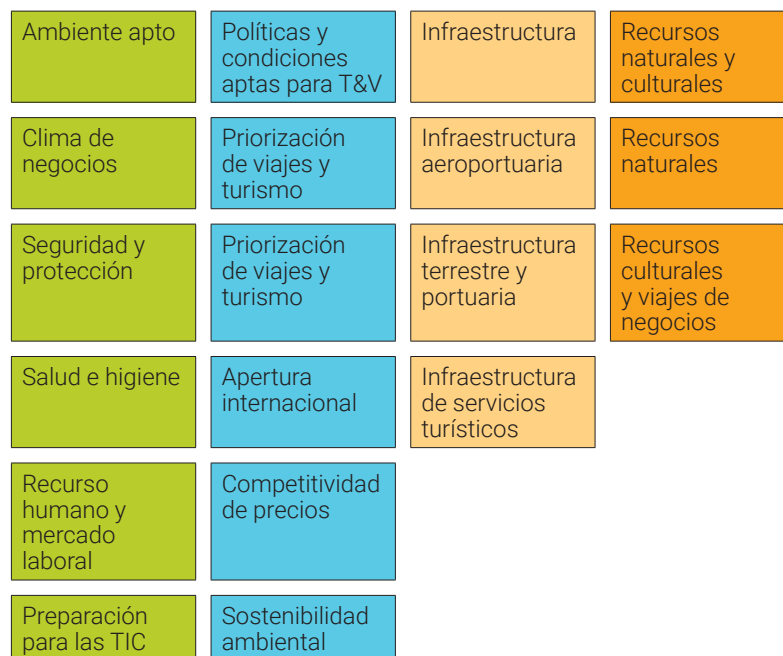 Ambiente apto
Políticas y
condiciones
aptas para T&V
Infraestructura
Recursos
naturales y
culturales
Clima de
negocios
Priorización
de viajes y
turismo
Infraestructura
aeroportuaria
Recursos
naturales
Seguridad y
protección
Priorización
de viajes y
turismo
Infraestructura
terrestre y
portuaria
Recursos
culturales
y viajes de
negocios
Salud e higiene
Apertura
internacional
Infraestructura
de servicios
turísticos
Recurso
humano y
mercado
laboral
Competitividad
de precios
Preparación
para las TIC
Sostenibilidad
ambiental